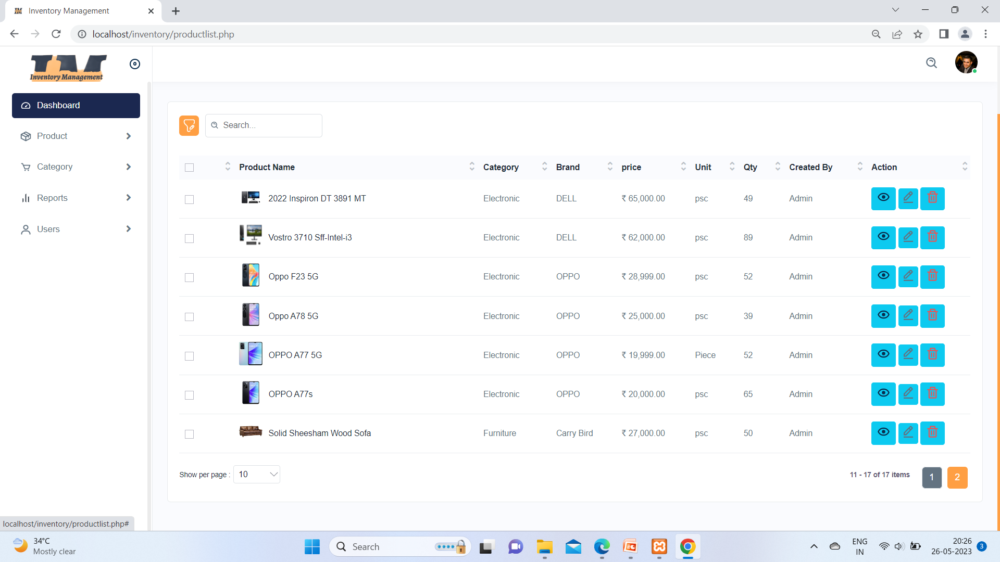 Inventory Management
localhost/inventory/productlist.php
Inventory Management
Dashboard
Product
Category
Reports
Users
Search...
Product Name Category Brand price Unit Qty Created By Action
2022 Inspiron DT 3891 MT Electronic DELL ₹ 65,000.00 psc 49 Admin
Vostro 3710 Sff-Intel-i3 Electronic DELL ₹ 62,000.00 psc 89 Admin
Oppo F23 5G Electronic OPPO ₹ 28,999.00 psc 52 Admin
Oppo A78 5G Electronic OPPO ₹ 25,000.00 psc 39 Admin
OPPO A77 5G Electronic OPPO ₹ 19,999.00 Piece 52 Admin
OPPO A77s Electronic OPPO ₹ 20,000.00 psc 65 Admin
Solid Sheesham Wood Sofa Furniture Carry Bird ₹ 27,000.00 psc 50 Admin
Show per page : 10 11 - 17 of 17 items 1 2
localhost/inventory/productlist.php#
34°C
Mostly clear
Search
ENG
IN
20:26
26-05-2023
3